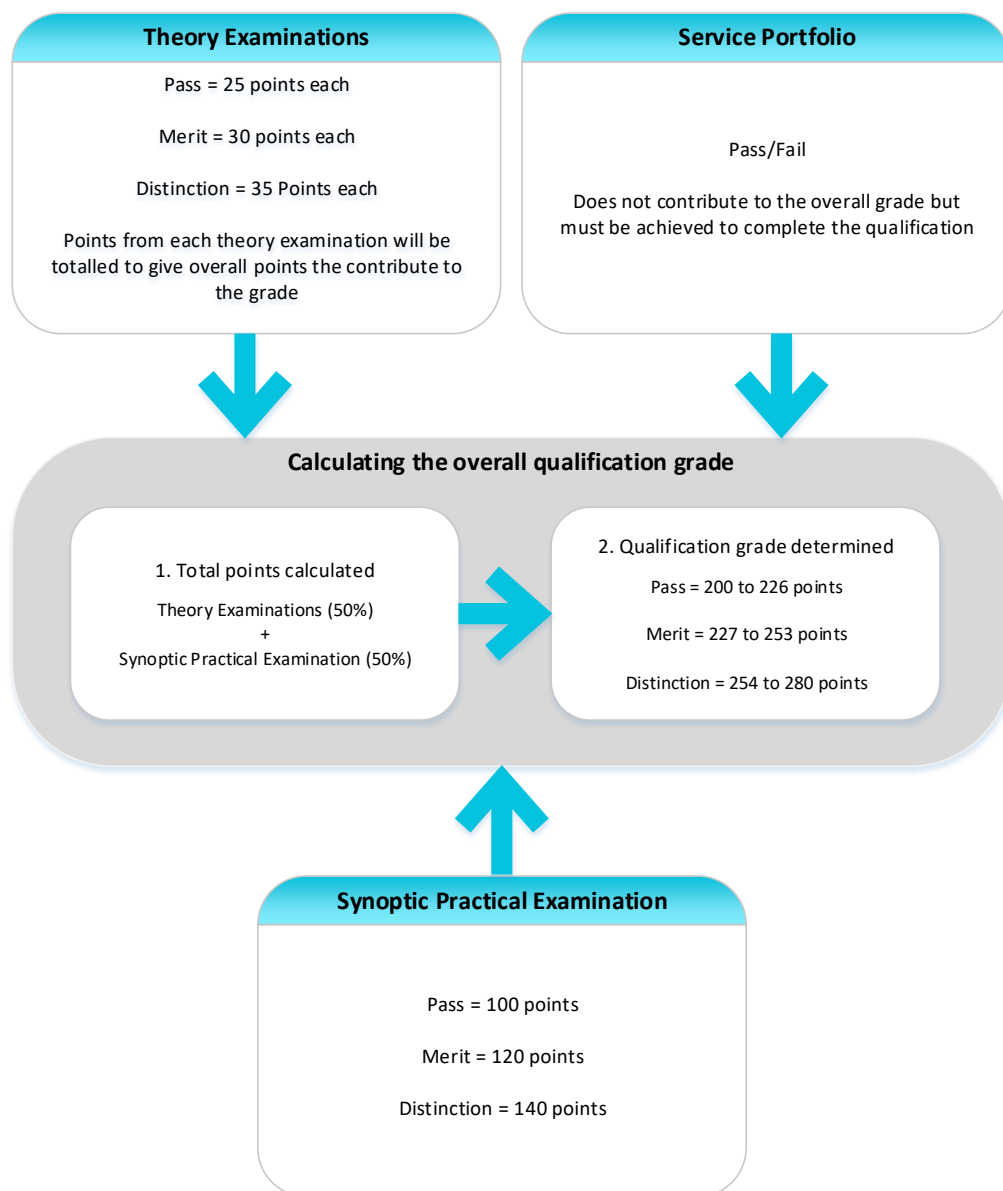 Theory Examinations
Pass = 25 points each
Merit = 30 points each
Distinction = 35 Points each
Points from each theory examination will be
totalled to give overall points the contribute to
the grade
Service Portfolio
Pass/Fail
Does not contribute to the overall grade but
must be achieved to complete the qualification
Calculating the overall qualification grade
1. Total points calculated
Theory Examinations (50%)
+
Synoptic Practical Examination (50%)
2. Qualification grade determined
Pass = 200 to 226 points
Merit = 227 to 253 points
Distinction = 254 to 280 points
Synoptic Practical Examination
Pass = 100 points
Merit = 120 points
Distinction = 140 points